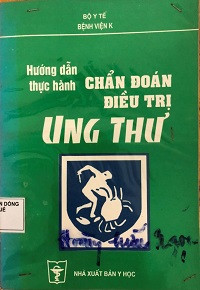 BỘ Y TẾ
BỆNH VIỆN K
Hướng dẫn
thực hành
CHẨN ĐOÁN
ĐIỀU TRỊ
UNG THƯ
NHÀ XUẤT BẢN Y HỌC